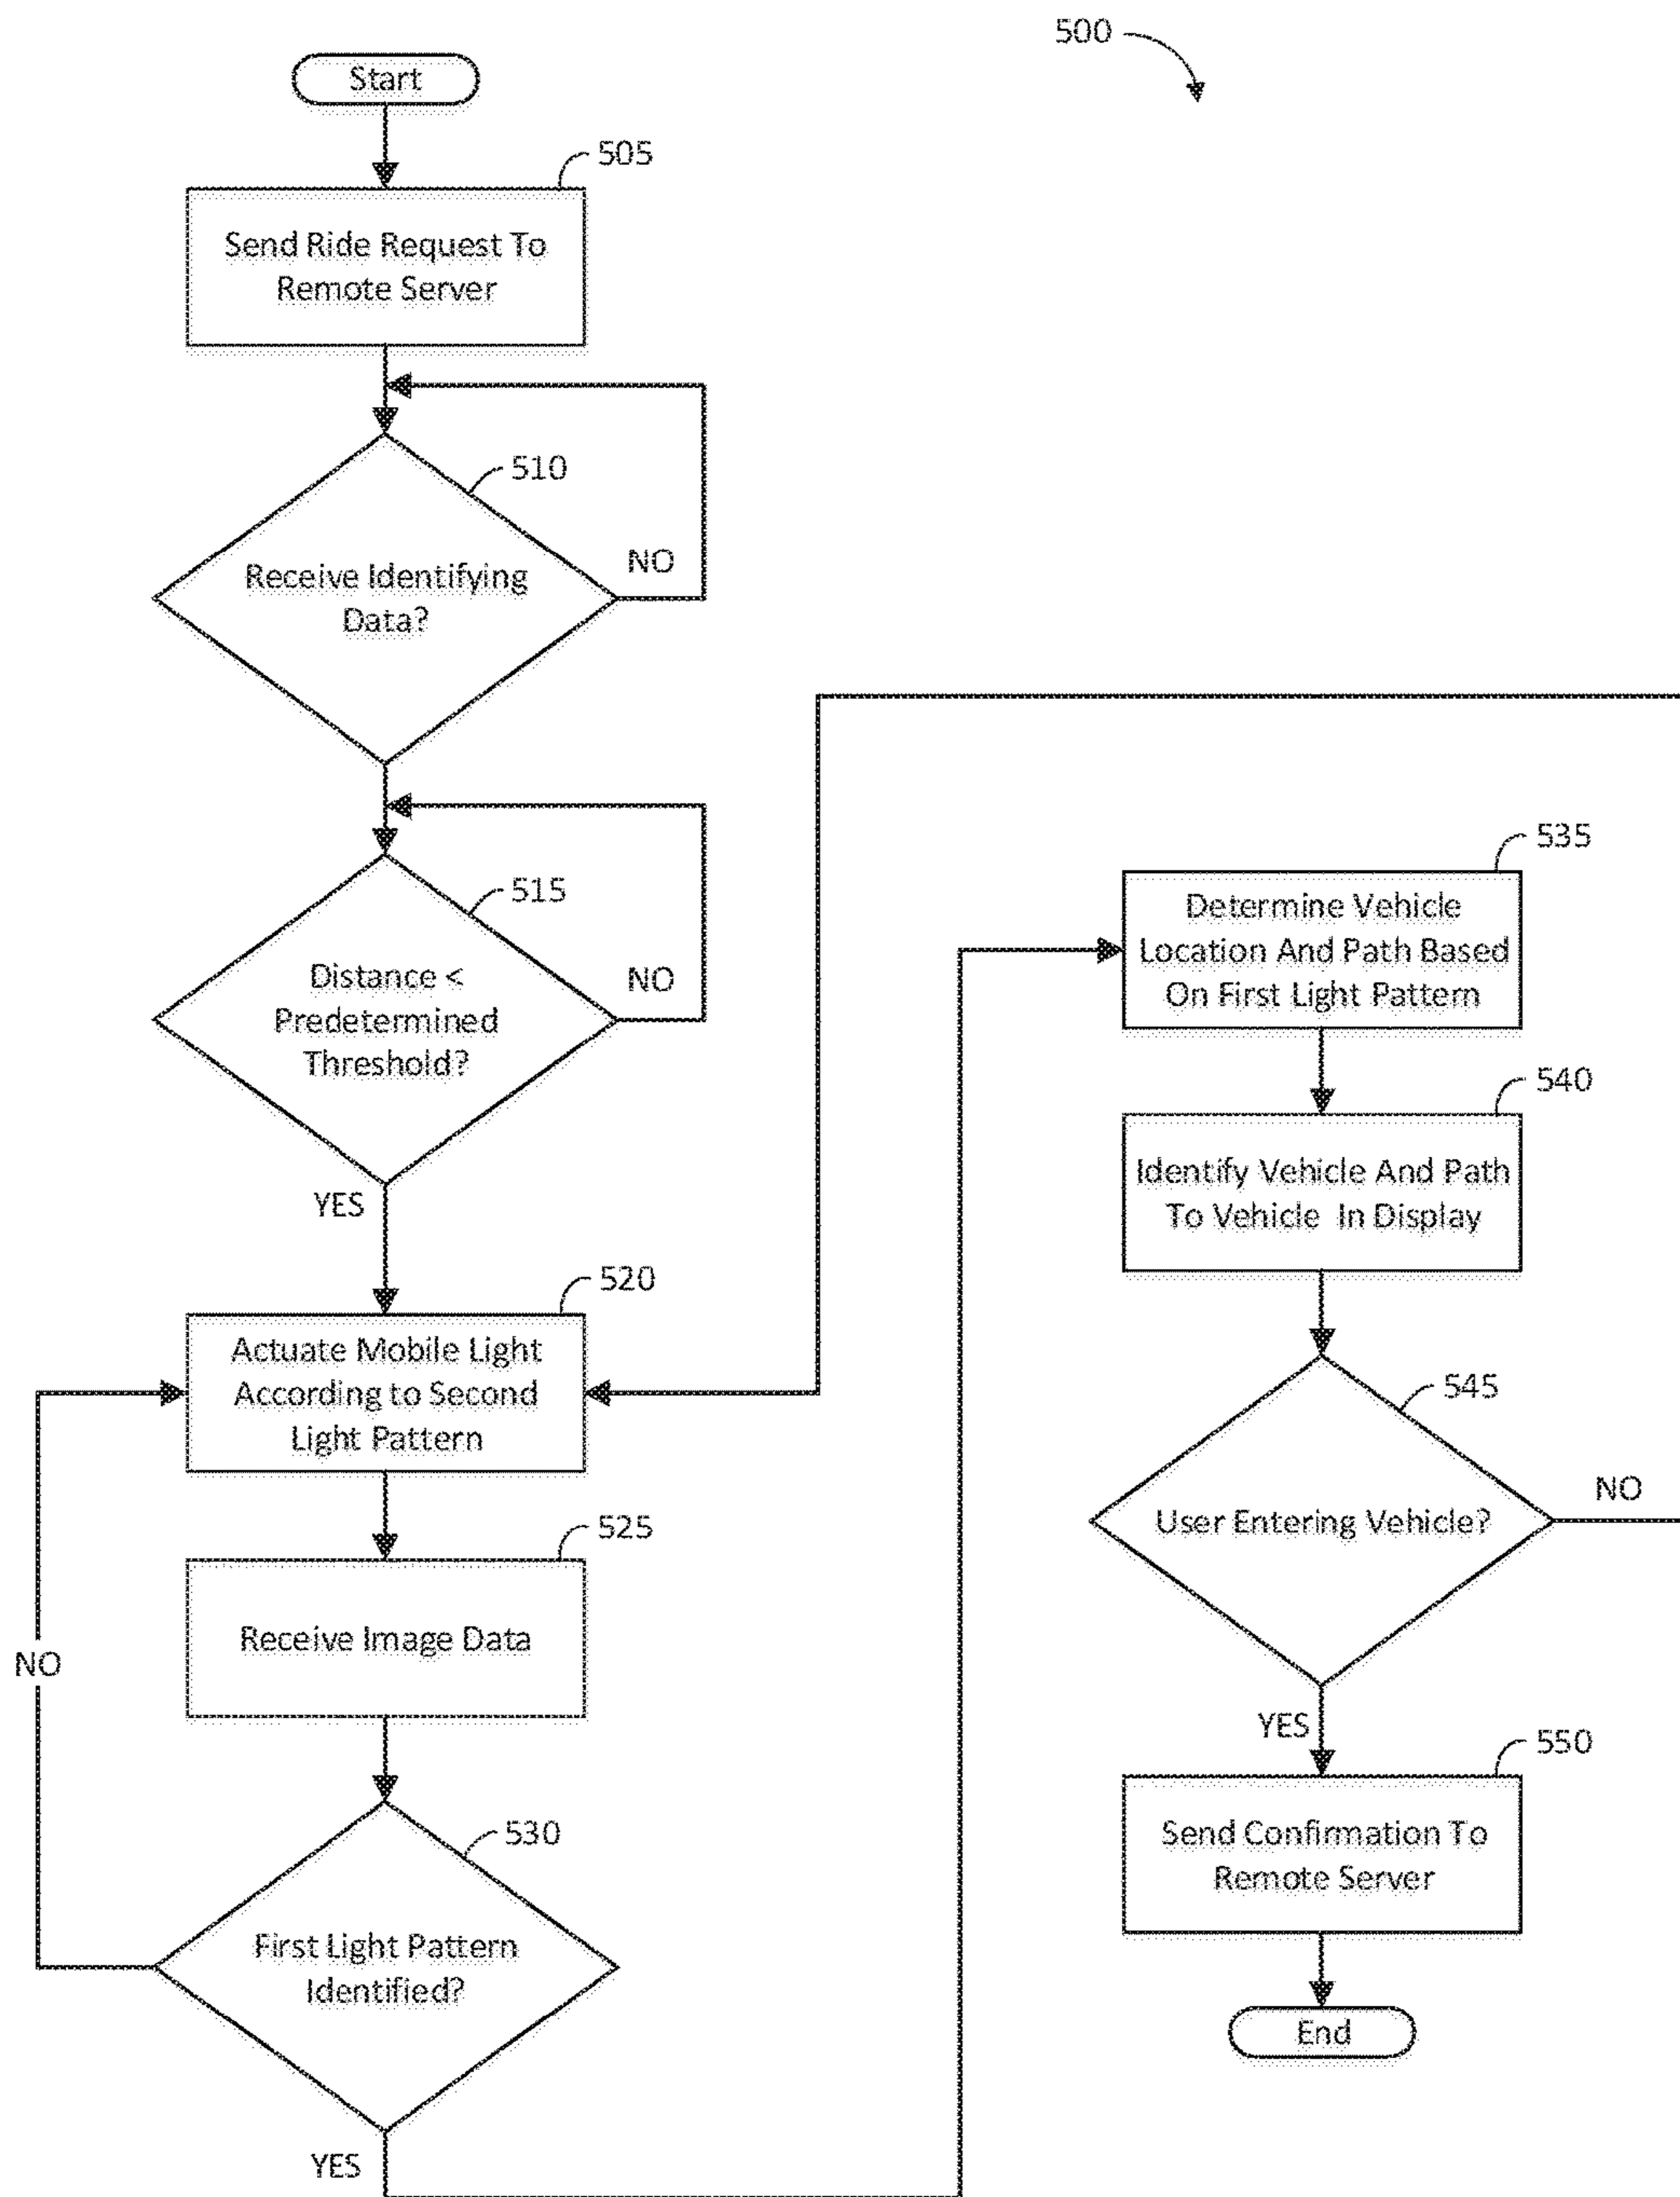 500
Start
505
Send Ride Request To
Remote Server
510
Receive Identifying
Data?
NO
515
Distance <
Predetermined
Threshold?
NO
YES
520
Actuate Mobile Light
According to Second
Light Pattern
525
Receive Image Data
NO
530
First Light Pattern
Identified?
YES
535
Determine Vehicle
Location And Path Based
On First Light Pattern
540
Identify Vehicle And Path
To Vehicle In Display
545
User Entering Vehicle?
NO
YES
550
Send Confirmation To
Remote Server
End